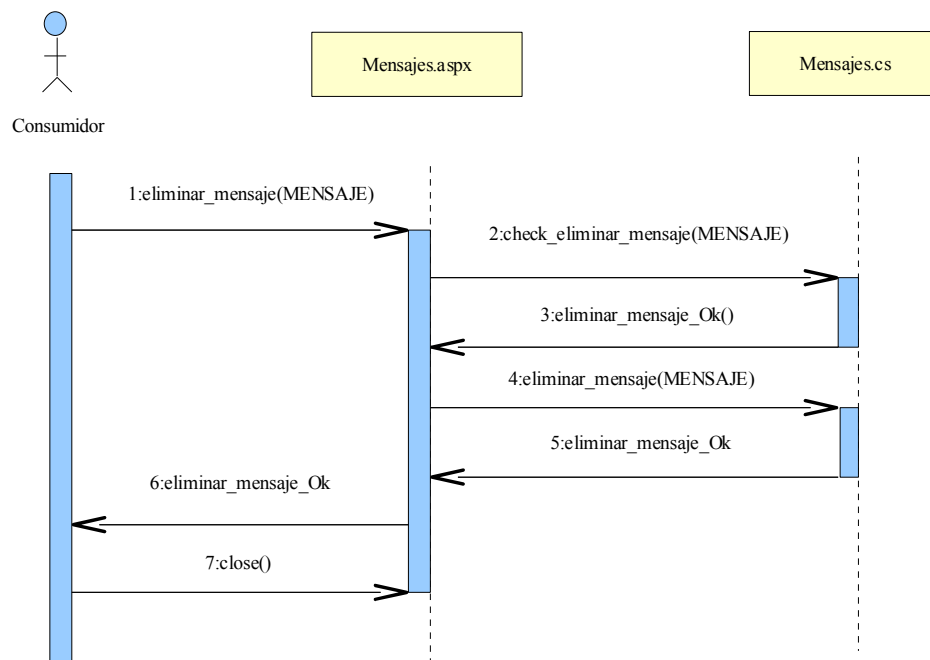 Mensajes.aspx
Mensajes.cs
Consumidor
1:eliminar_mensaje(MENSAJE)
2:check_eliminar_mensaje(MENSAJE)
3:eliminar_mensaje_Ok()
4:eliminar_mensaje(MENSAJE)
5:eliminar_mensaje_Ok
6:eliminar_mensaje_Ok
7:close()